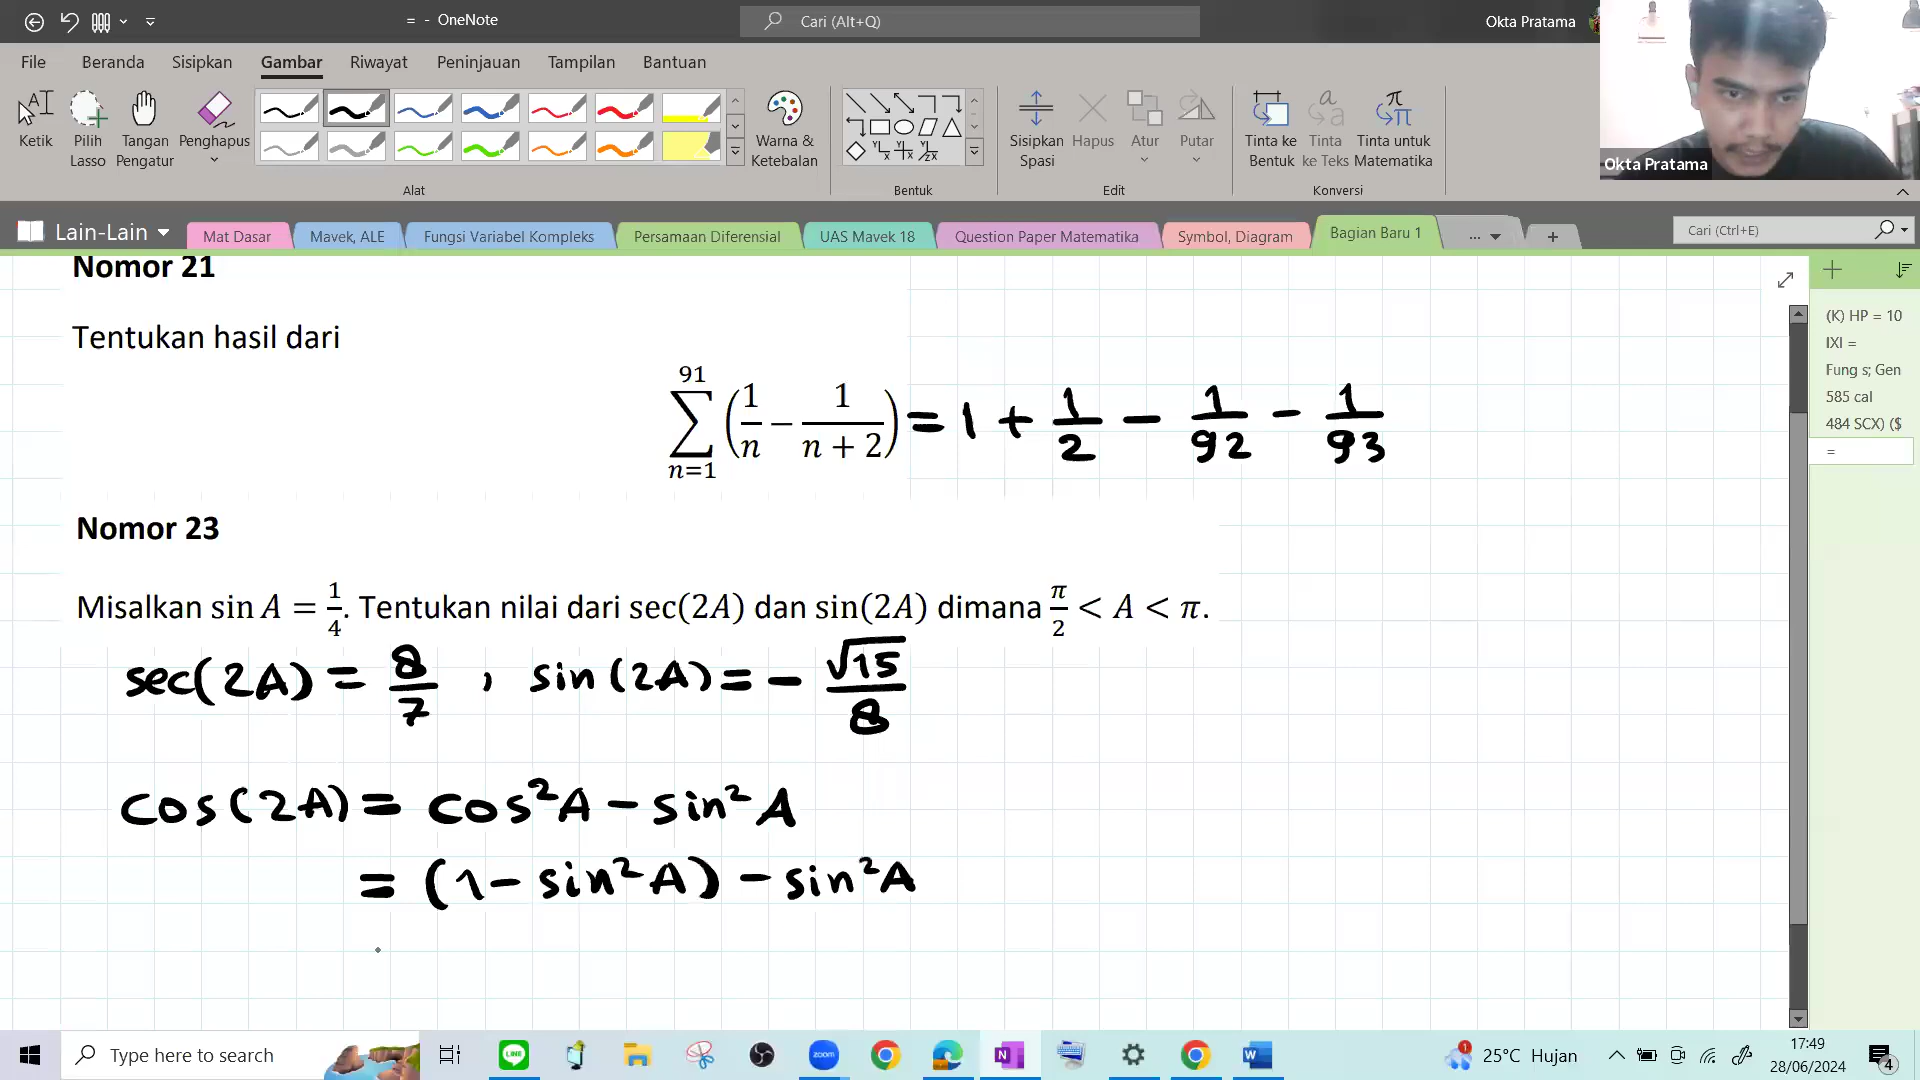 = - OneNote
Cari (Alt+Q)
Okta Pratama
File Beranda Sisipkan Gambar Riwayat Peninjauan Tampilan Bantuan
Ketik
Pilih Lasso
Tangan Pengatur
Penghapus
Warna & Ketebalan
Sisipkan Spasi
Hapus
Atur
Putar
Tinta ke Bentuk
Tinta ke Teks
Tinta untuk Matematika
Alat
Bentuk
Edit
Konversi
Okta Pratama
Lain-Lain
Mat Dasar
Mavek, ALE
Fungsi Variabel Kompleks
Persamaan Diferensial
UAS Mavek 18
Question Paper Matematika
Symbol, Diagram
Bagian Baru 1
...
Cari (Ctrl+E)
(K) HP = 10
IXI =
Fung s; Gen
585 cal
484 SCX) ($
=
Nomor 21
Tentukan hasil dari
∑_{n=1}^{91} (1/n − 1/(n + 2)) = 1 + 1/2 − 1/92 − 1/93
Nomor 23
Misalkan sin A = 1/4. Tentukan nilai dari sec(2A) dan sin(2A) dimana π/2 < A < π.
sec(2A) = 8/7 , sin(2A) = − √15/8
cos(2A) = cos²A − sin²A
= (1 − sin²A) − sin²A
Type here to search
LINE
zoom
25°C Hujan
1
17:49
28/06/2024
4